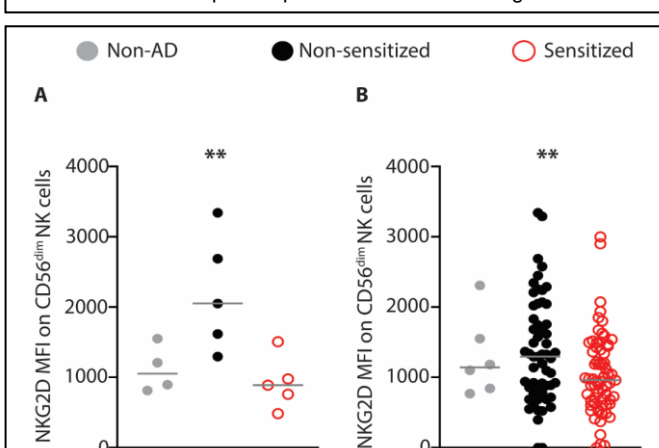 Non-AD Non-sensitized Sensitized
A B
** **
4000 4000
3000 3000
2000 2000
1000 1000
0 0
NKG2D MFI on CD56dim NK cells
NKG2D MFI on CD56dim NK cells